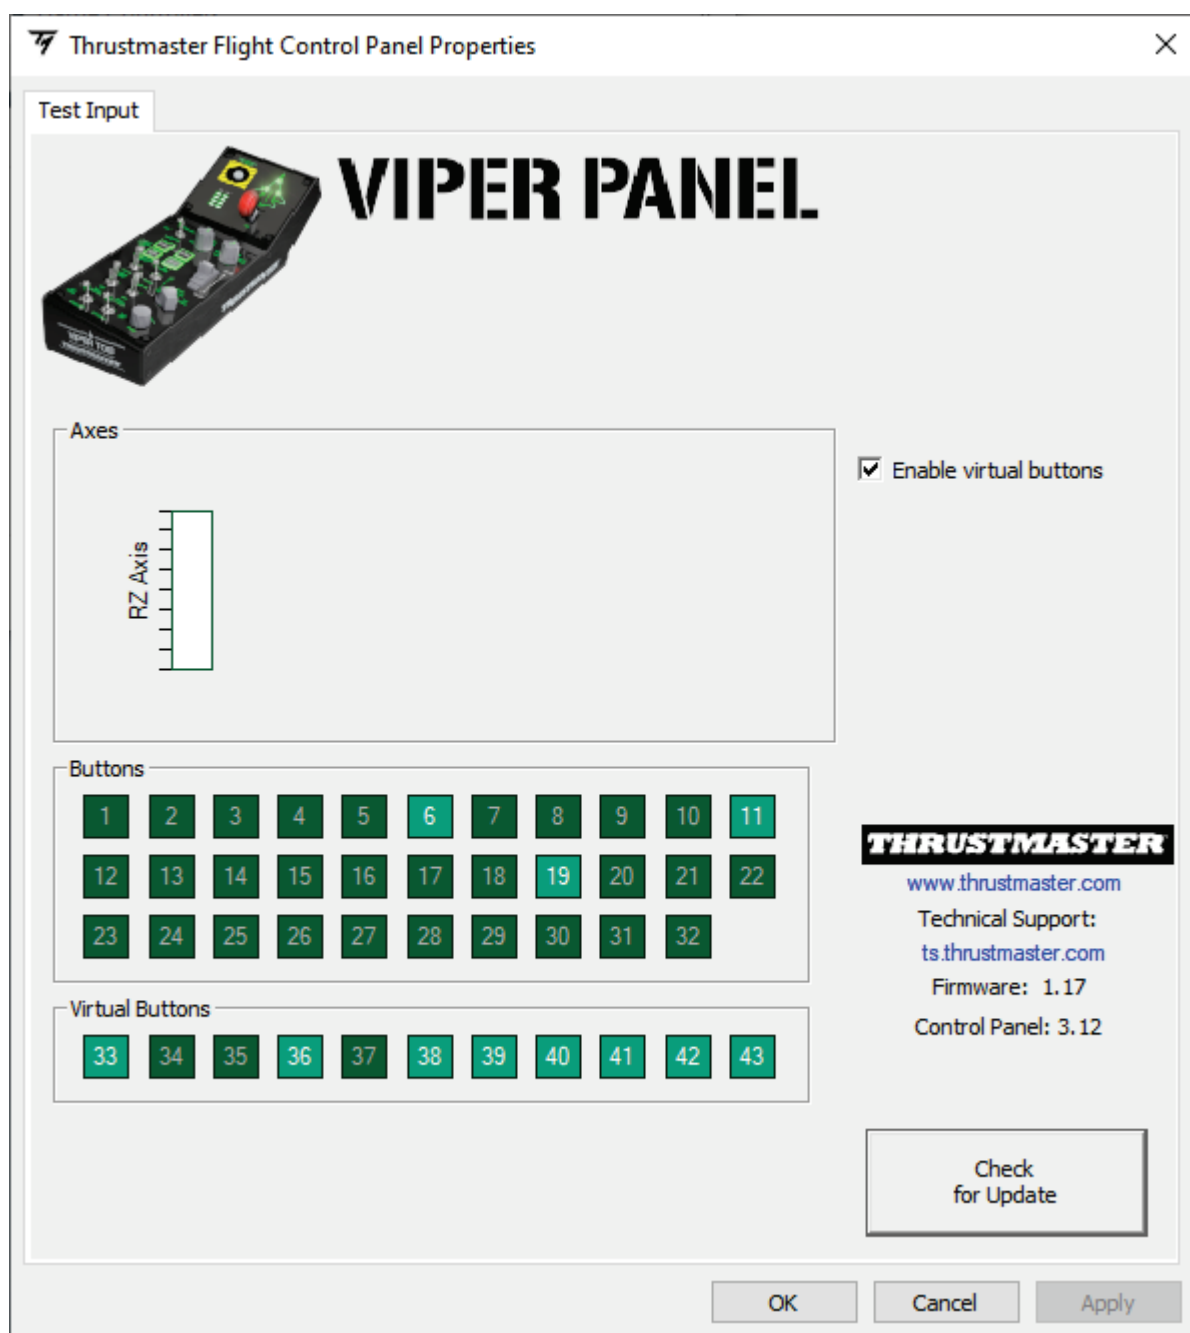 Thrustmaster Flight Control Panel Properties
Test Input
VIPER PANEL
Axes
RZ Axis
Enable virtual buttons
Buttons
1 2 3 4 5 6 7 8 9 10 11
12 13 14 15 16 17 18 19 20 21 22
23 24 25 26 27 28 29 30 31 32
Virtual Buttons
33 34 35 36 37 38 39 40 41 42 43
THRUSTMASTER
www.thrustmaster.com
Technical Support:
ts.thrustmaster.com
Firmware: 1.17
Control Panel: 3.12
Check
for Update
OK Cancel Apply